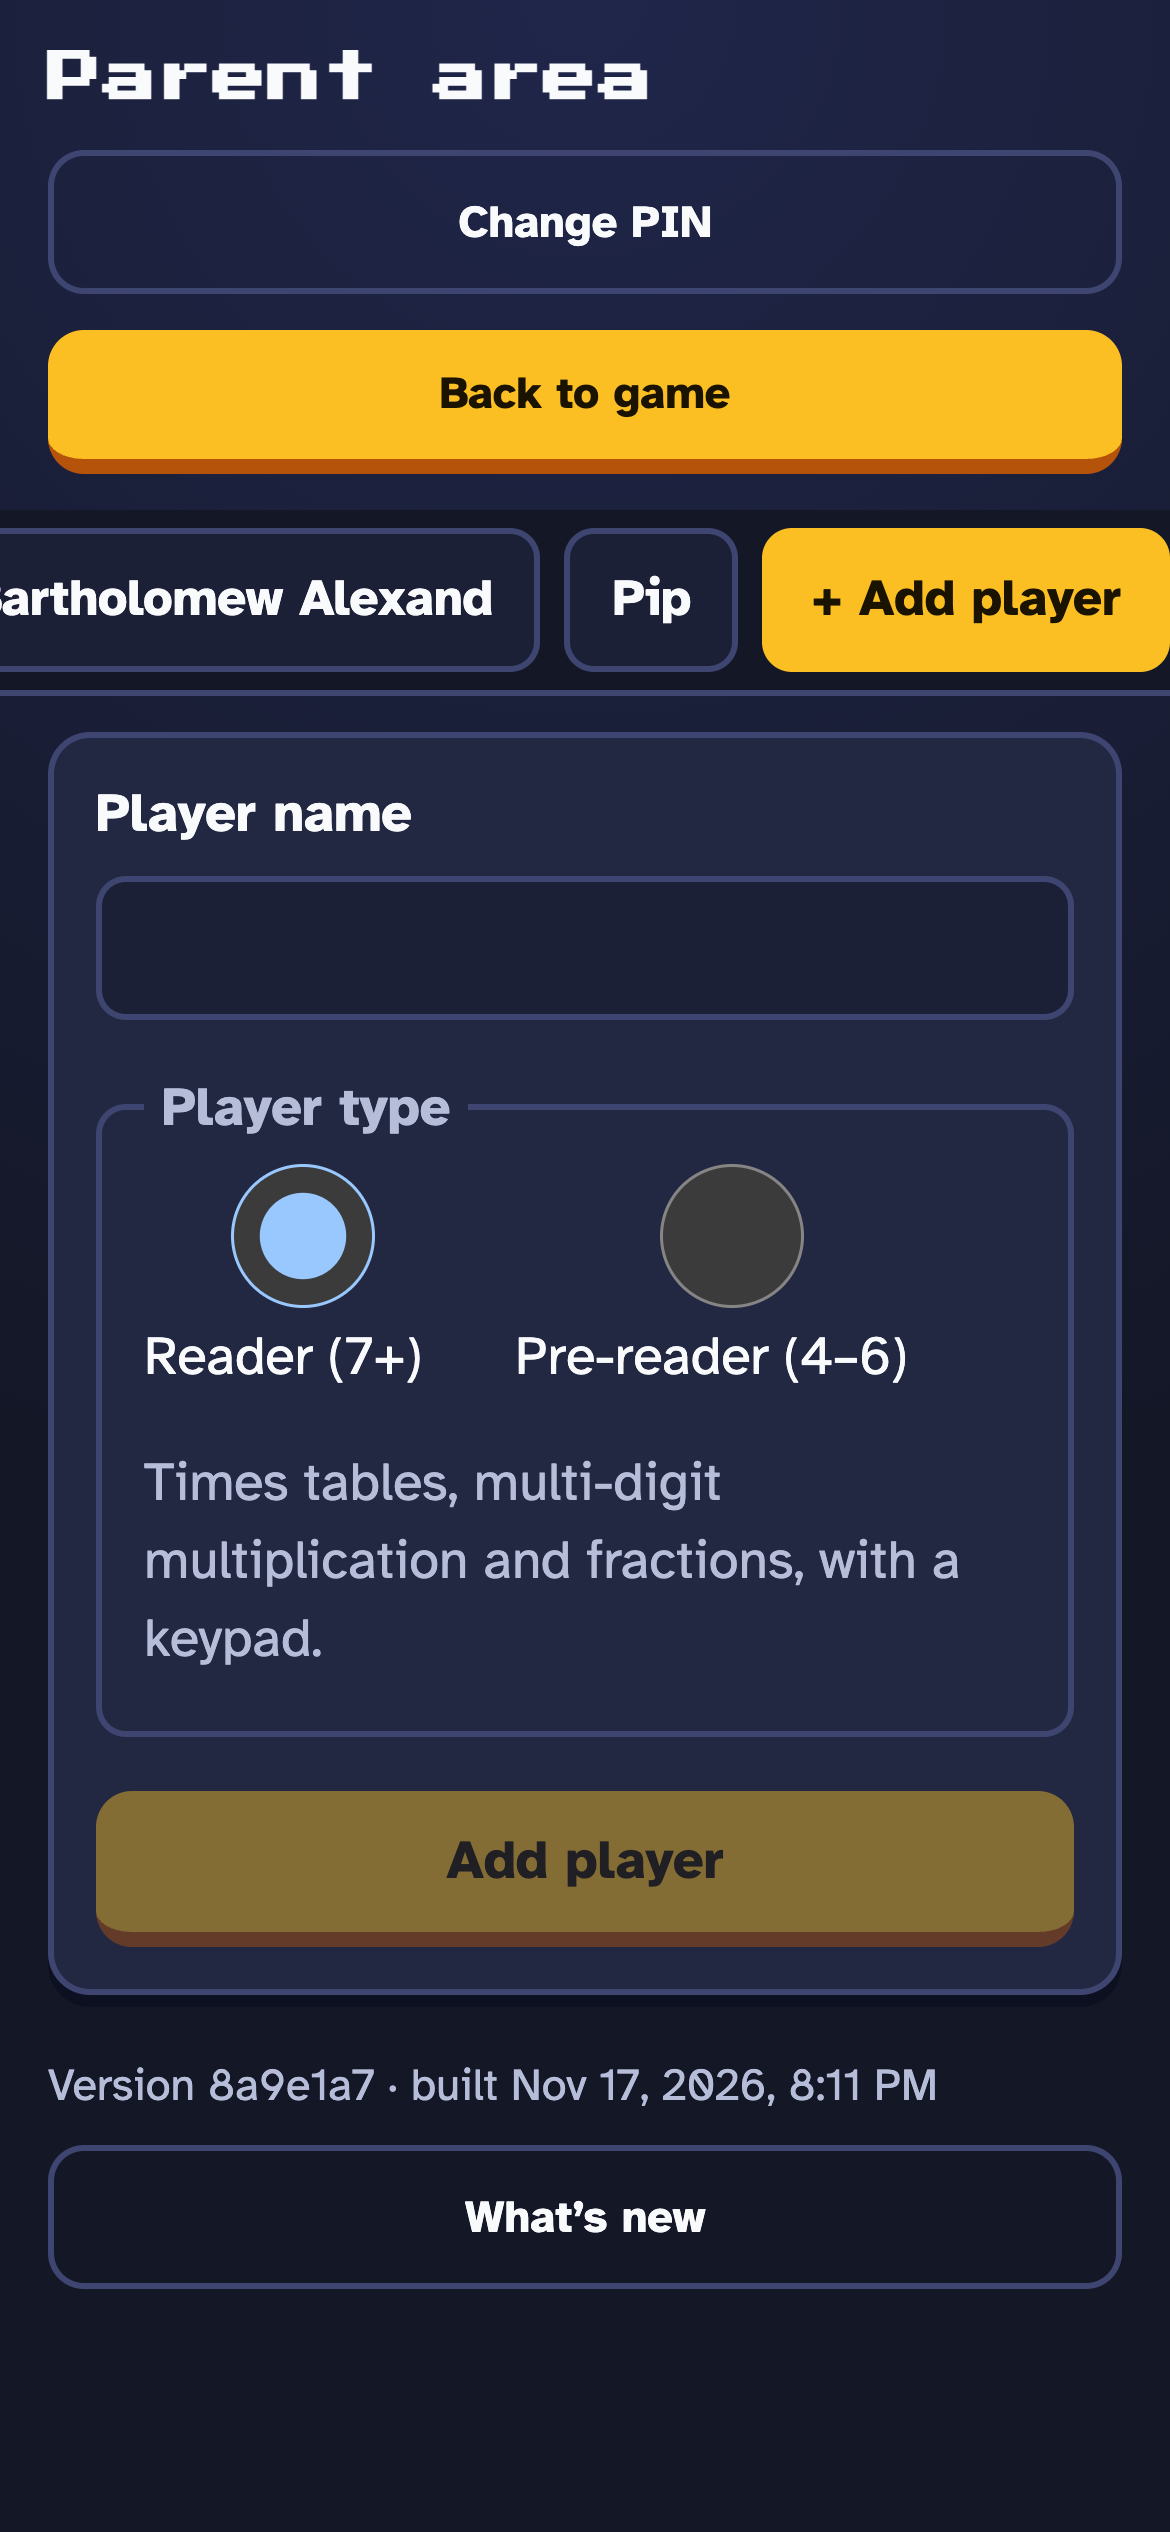 Parent area
Change PIN
Back to game
artholomew Alexand
Pip
+ Add player
Player name
Player type
Reader (7+)
Pre-reader (4–6)
Times tables, multi-digit
multiplication and fractions, with a
keypad.
Add player
Version 8a9e1a7 · built Nov 17, 2026, 8:11 PM
What’s new